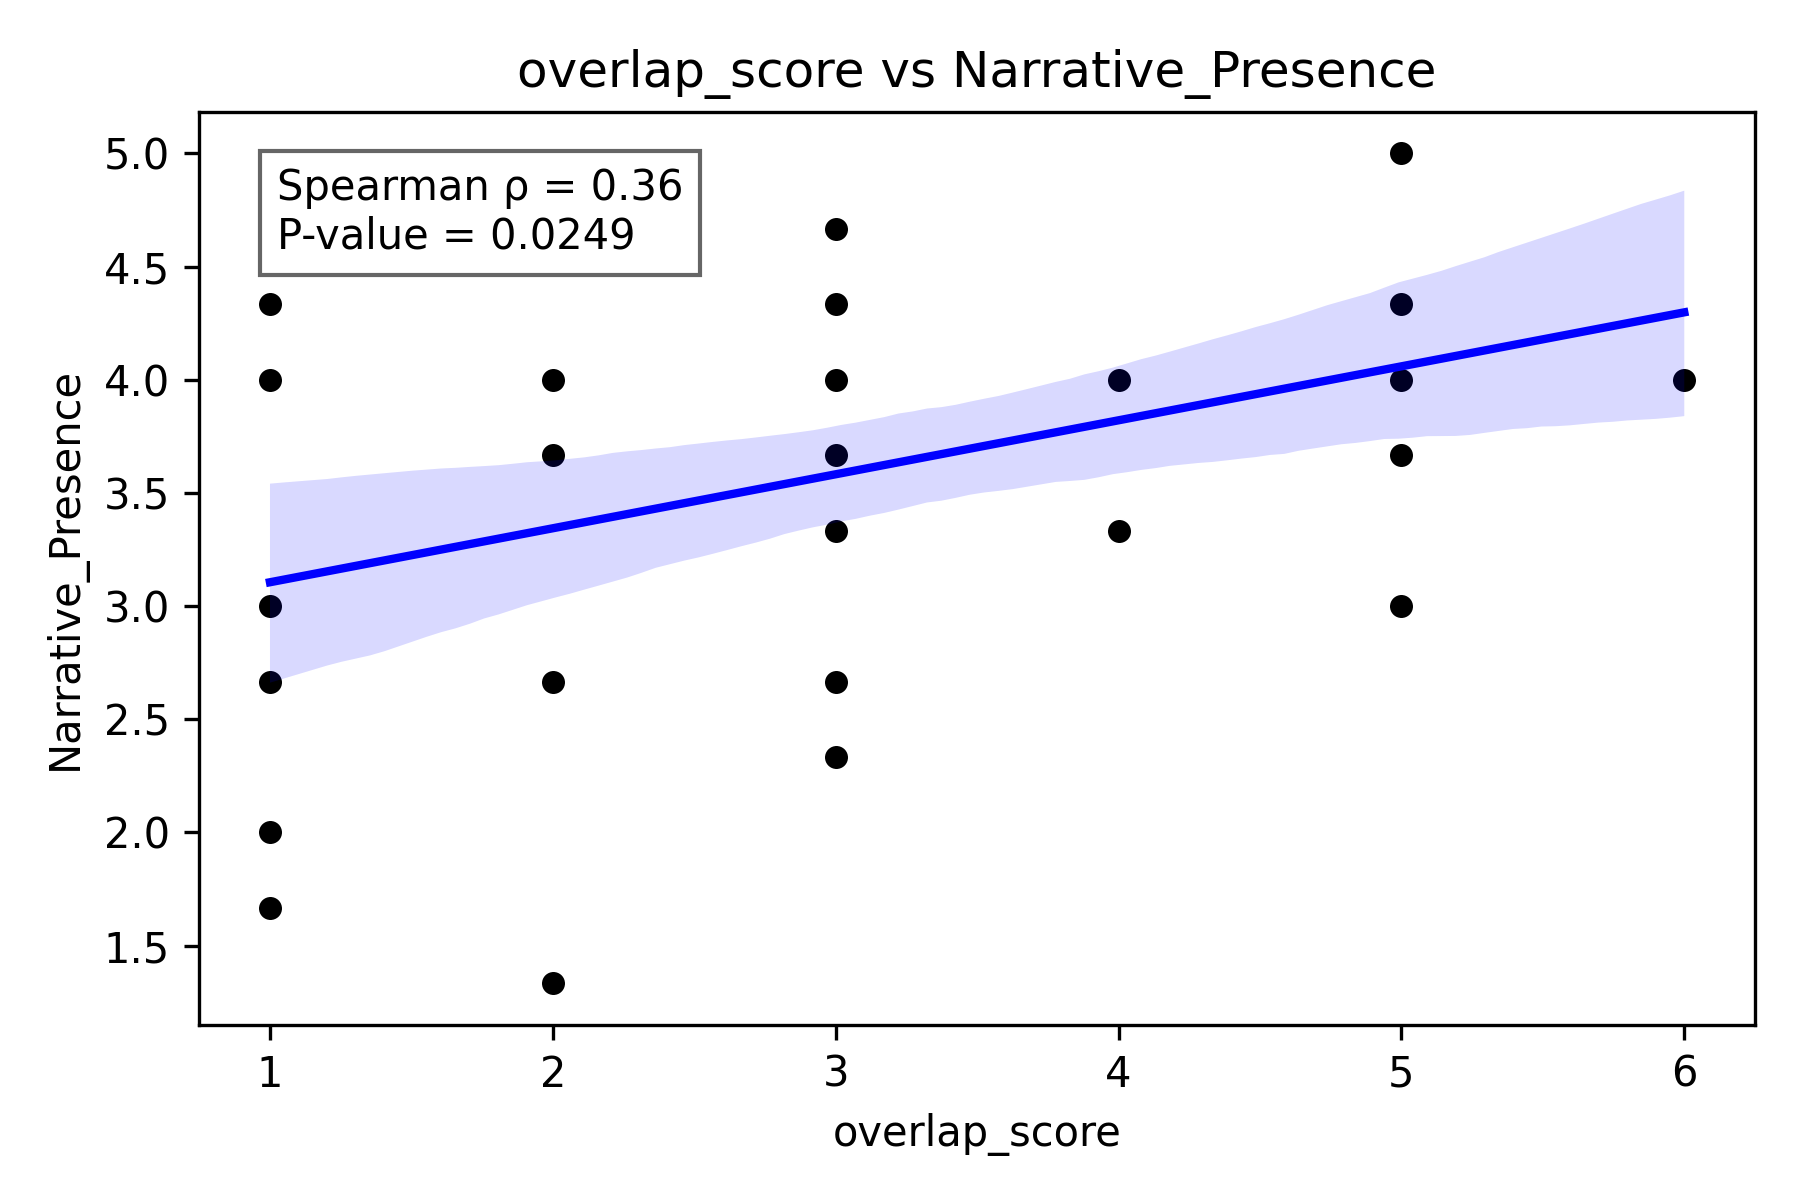 overlap_score vs Narrative_Presence
Spearman ρ = 0.36
P-value = 0.0249
5.0
4.5
4.0
3.5
3.0
2.5
2.0
1.5
Narrative_Presence
1 2 3 4 5 6
overlap_score